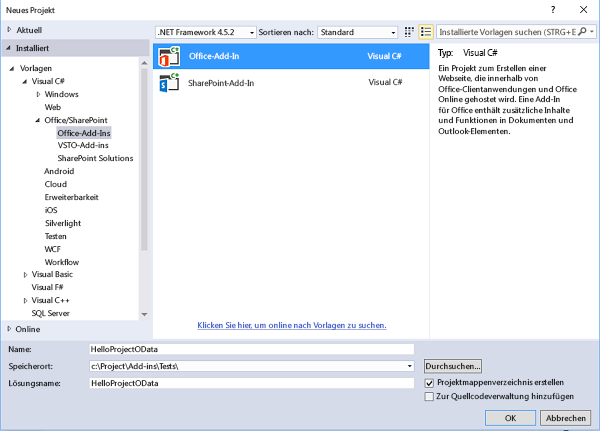 Neues Projekt
Aktuell
.NET Framework 4.5.2
Sortieren nach:
Standard
Installierte Vorlagen suchen (STRG+E
Installiert
Vorlagen
Visual C#
Windows
Web
Office/SharePoint
Office-Add-Ins
VSTO-Add-ins
SharePoint Solutions
Android
Cloud
Erweiterbarkeit
iOS
Silverlight
Testen
WCF
Workflow
Visual Basic
Visual F#
Visual C++
SQL Server
Online
Office-Add-In Visual C#
SharePoint-Add-In Visual C#
Klicken Sie hier, um online nach Vorlagen zu suchen.
Typ: Visual C#
Ein Projekt zum Erstellen einer
Webseite, die innerhalb von
Office-Clientanwendungen und Office
Online gehostet wird. Eine Add-In
für Office enthält zusätzliche Inhalte
und Funktionen in Dokumenten und
Outlook-Elementen.
Name: HelloProjectOData
Speicherort: c:\Project\Add-ins\Tests\ Durchsuchen...
Lösungsname: HelloProjectOData
Projektmappenverzeichnis erstellen
Zur Quellcodeverwaltung hinzufügen
OK Abbrechen